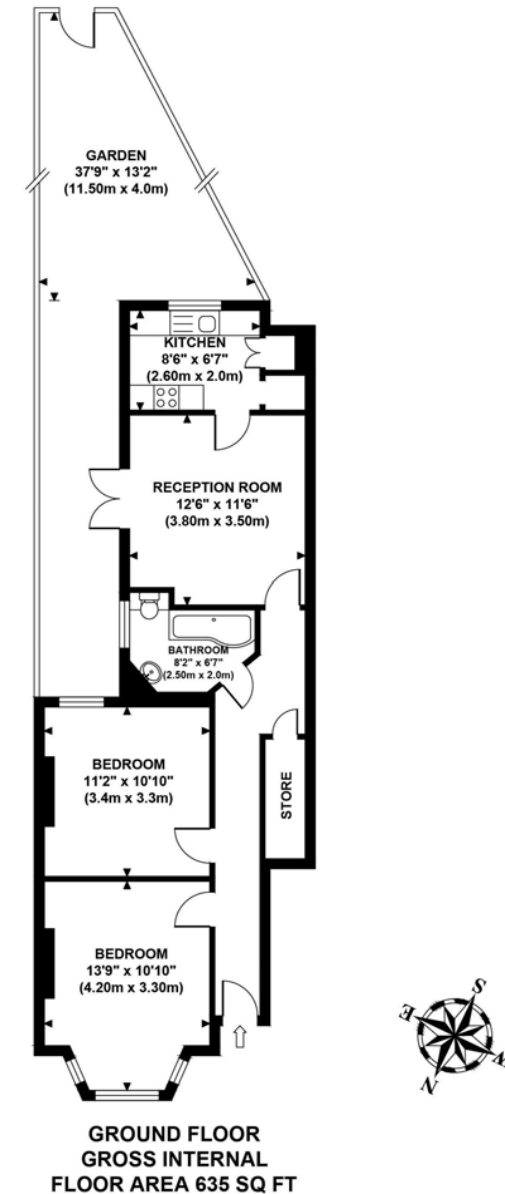 GARDEN
37'9" x 13'2"
(11.50m x 4.0m)
KITCHEN
8'6" x 6'7"
(2.60m x 2.0m)
RECEPTION ROOM
12'6" x 11'6"
(3.80m x 3.50m)
BATHROOM
8'2" x 6'7"
(2.50m x 2.0m)
BEDROOM
11'2" x 10'10"
(3.4m x 3.3m)
STORE
BEDROOM
13'9" x 10'10"
(4.20m x 3.30m)
S
E
W
N
GROUND FLOOR
GROSS INTERNAL
FLOOR AREA 635 SQ FT